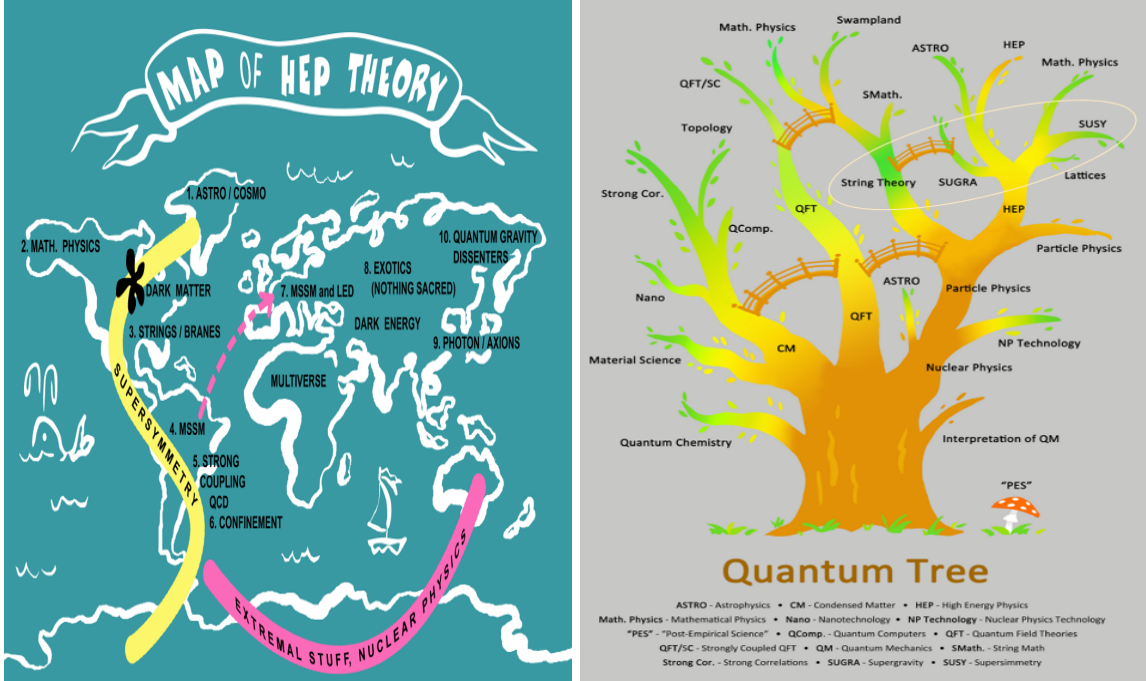 MAP OF HEP THEORY
1. ASTRO / COSMO
2. MATH. PHYSICS
DARK MATTER
3. STRINGS / BRANES
SUPERSYMMETRY
4. MSSM
5. STRONG
COUPLING
QCD
6. CONFINEMENT
7. MSSM and LED
8. EXOTICS
(NOTHING SACRED)
10. QUANTUM GRAVITY
DISSENTERS
DARK ENERGY
9. PHOTON / AXIONS
MULTIVERSE
EXTREMAL STUFF, NUCLEAR PHYSICS
Math. Physics
Swampland
ASTRO
HEP
Math. Physics
QFT/SC
SMath.
SUSY
Topology
Lattices
String Theory
SUGRA
Strong Cor.
QFT
HEP
QComp.
Particle Physics
ASTRO
Particle Physics
Nano
QFT
NP Technology
CM
Material Science
Nuclear Physics
Quantum Chemistry
Interpretation of QM
“PES”
Quantum Tree
ASTRO - Astrophysics • CM - Condensed Matter • HEP - High Energy Physics
Math. Physics - Mathematical Physics • Nano - Nanotechnology • NP Technology - Nuclear Physics Technology
“PES” - “Post-Empirical Science” • QComp. - Quantum Computers • QFT - Quantum Field Theories
QFT/SC - Strongly Coupled QFT • QM - Quantum Mechanics • SMath. - String Math
Strong Cor. - Strong Correlations • SUGRA - Supergravity • SUSY - Supersimmetry